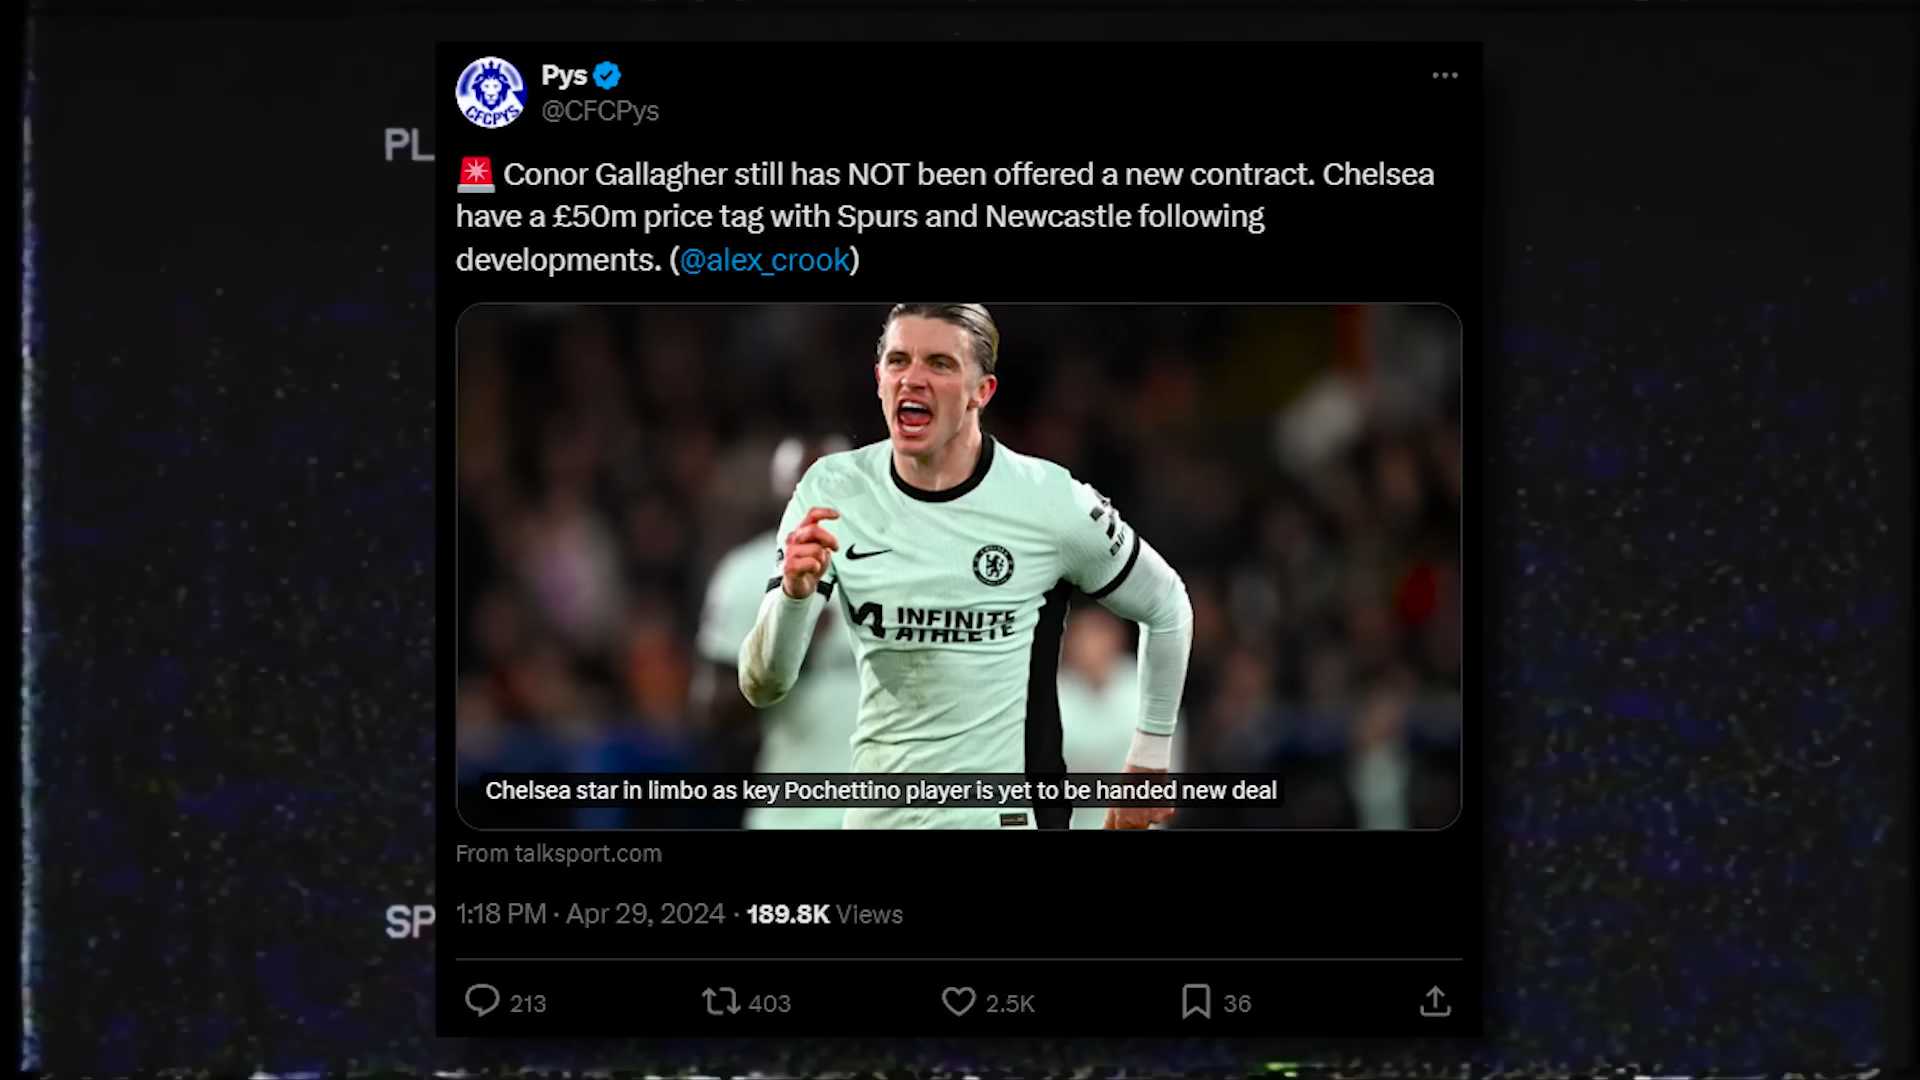 Pys
@CFCPys
PL
🚨 Conor Gallagher still has NOT been offered a new contract. Chelsea
have a £50m price tag with Spurs and Newcastle following
developments. (@alex_crook)
INFINITE
ATHLETE
Chelsea star in limbo as key Pochettino player is yet to be handed new deal
From talksport.com
SP
1:18 PM · Apr 29, 2024 · 189.8K Views
213 403 2.5K 36